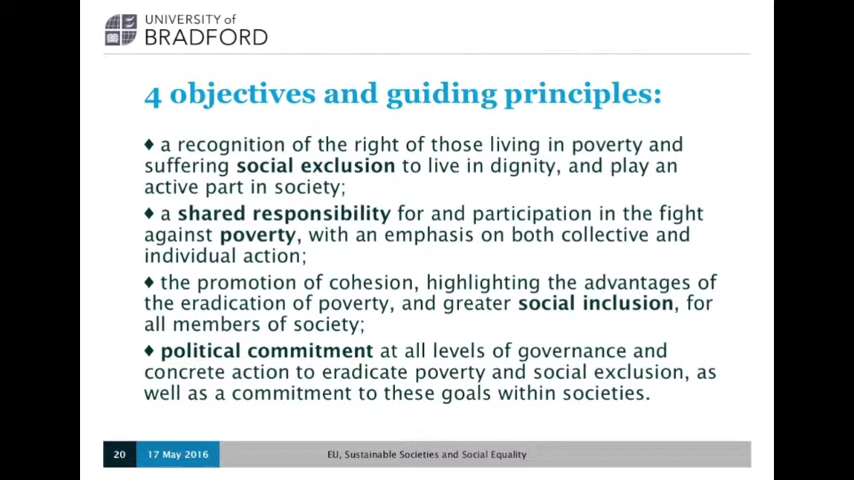 UNIVERSITY of
BRADFORD
4 objectives and guiding principles:
♦ a recognition of the right of those living in poverty and
suffering social exclusion to live in dignity, and play an
active part in society;
♦ a shared responsibility for and participation in the fight
against poverty, with an emphasis on both collective and
individual action;
♦ the promotion of cohesion, highlighting the advantages of
the eradication of poverty, and greater social inclusion, for
all members of society;
♦ political commitment at all levels of governance and
concrete action to eradicate poverty and social exclusion, as
well as a commitment to these goals within societies.
20 17 May 2016 EU, Sustainable Societies and Social Equality